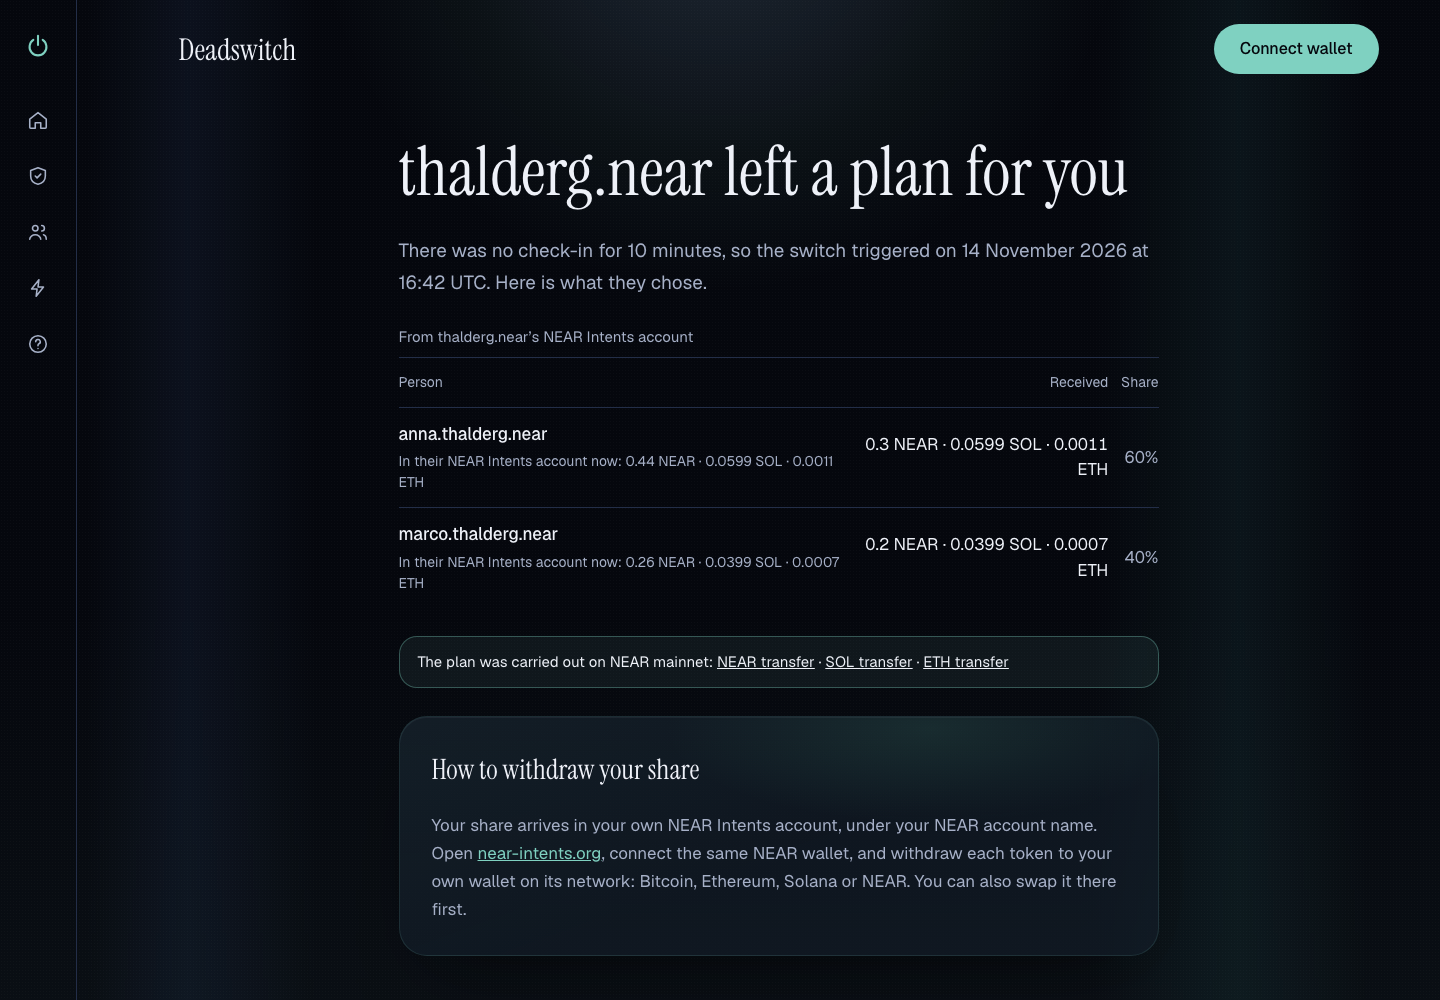 Deadswitch
Connect wallet
thalderg.near left a plan for you
There was no check-in for 10 minutes, so the switch triggered on 14 November 2026 at
16:42 UTC. Here is what they chose.
From thalderg.near’s NEAR Intents account
Person Received Share
anna.thalderg.near
In their NEAR Intents account now: 0.44 NEAR · 0.0599 SOL · 0.0011
ETH
0.3 NEAR · 0.0599 SOL · 0.0011
ETH
60%
marco.thalderg.near
In their NEAR Intents account now: 0.26 NEAR · 0.0399 SOL · 0.0007
ETH
0.2 NEAR · 0.0399 SOL · 0.0007
ETH
40%
The plan was carried out on NEAR mainnet: NEAR transfer · SOL transfer · ETH transfer
How to withdraw your share
Your share arrives in your own NEAR Intents account, under your NEAR account name.
Open near-intents.org, connect the same NEAR wallet, and withdraw each token to your
own wallet on its network: Bitcoin, Ethereum, Solana or NEAR. You can also swap it there
first.